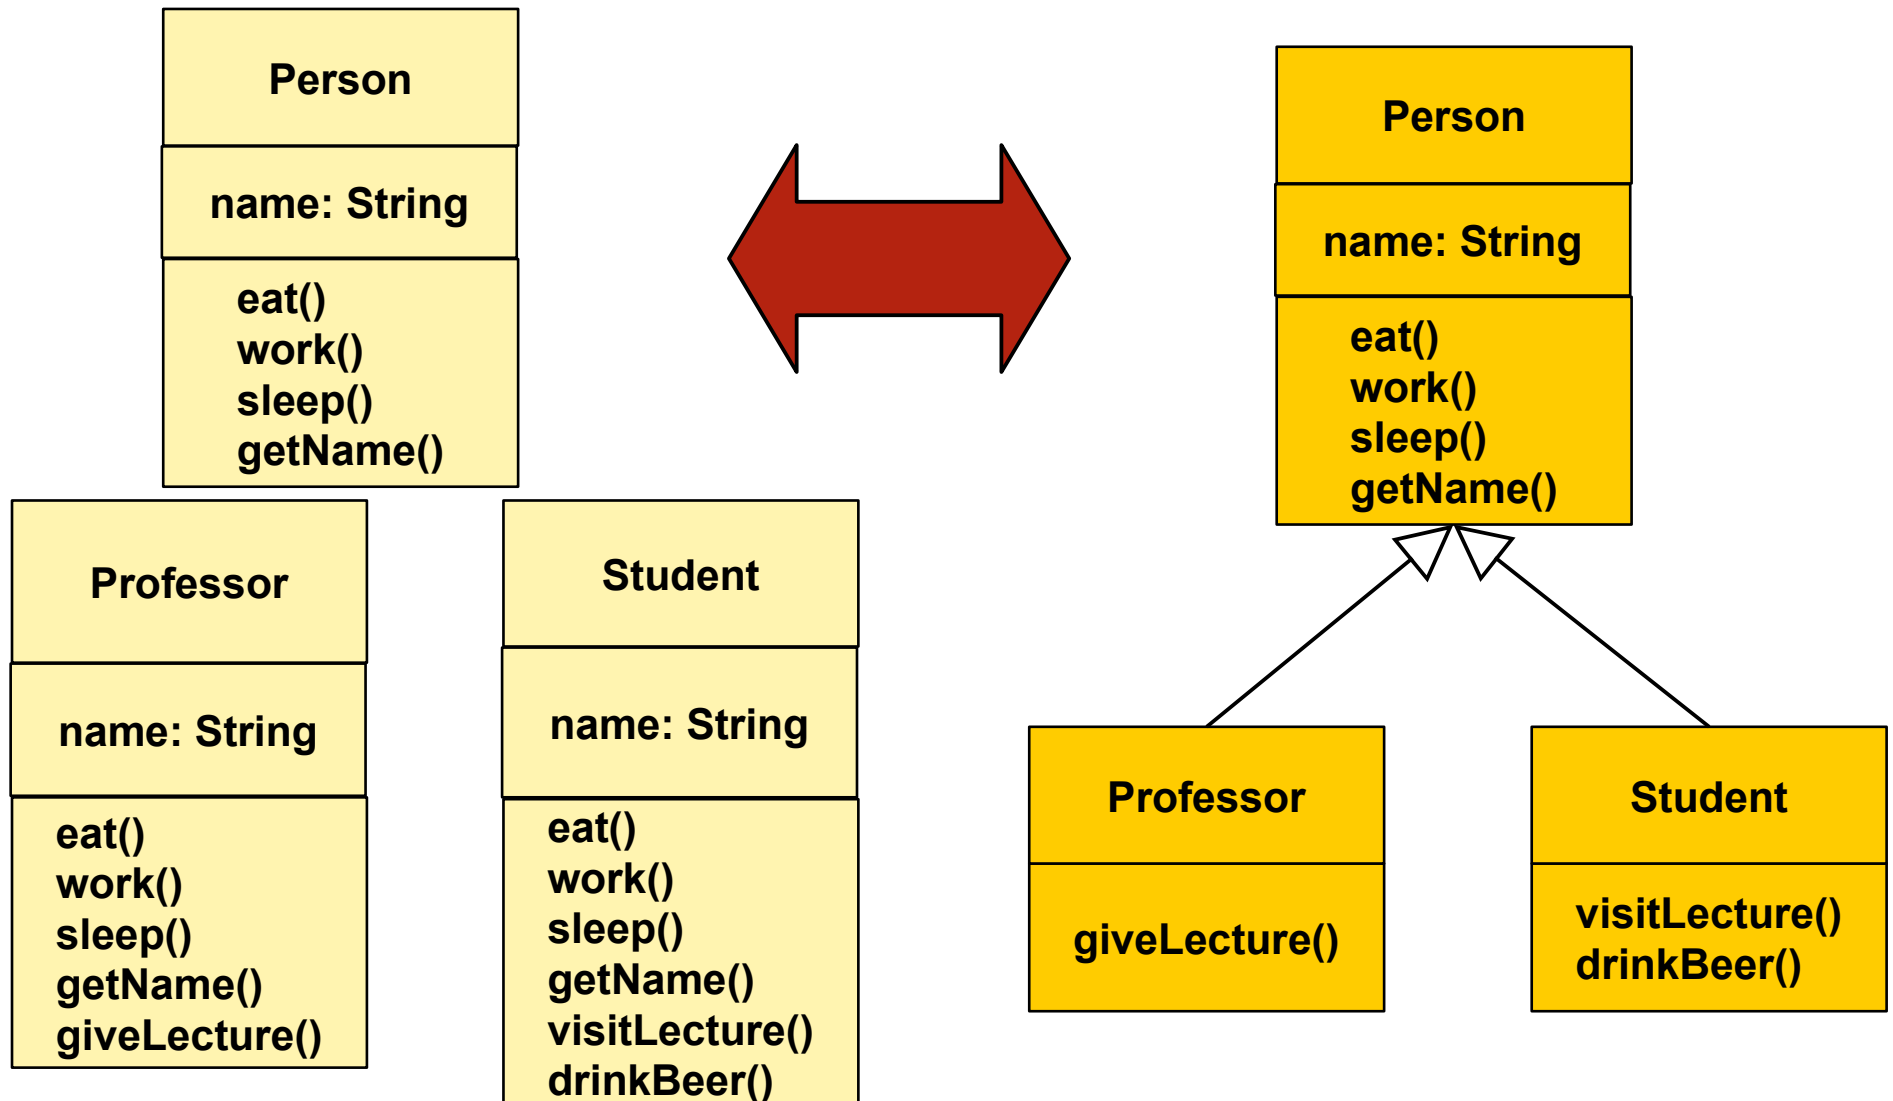 Person
name: String
eat()
work()
sleep()
getName()
Professor
name: String
eat()
work()
sleep()
getName()
giveLecture()
Student
name: String
eat()
work()
sleep()
getName()
visitLecture()
drinkBeer()
Person
name: String
eat()
work()
sleep()
getName()
Professor
giveLecture()
Student
visitLecture()
drinkBeer()